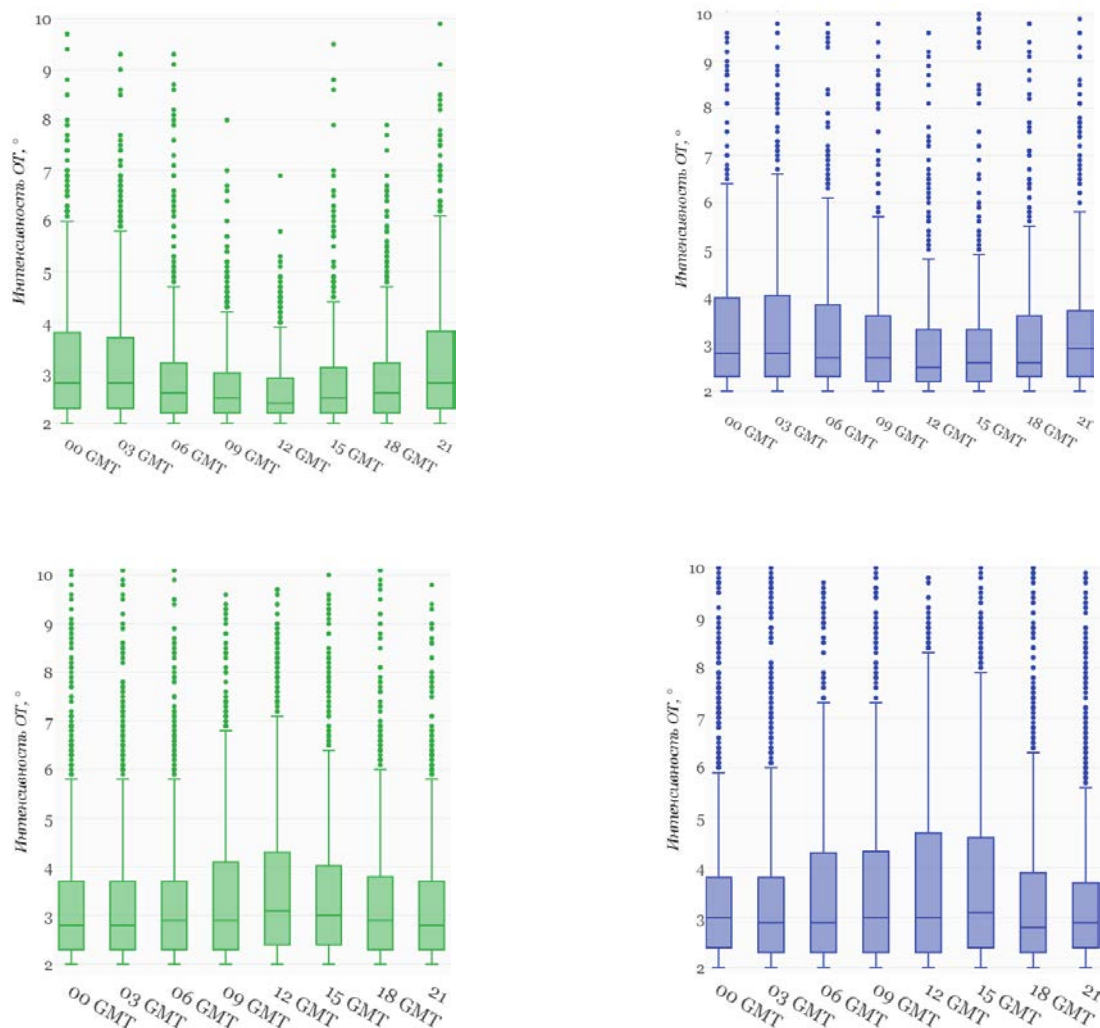 10
9
8
7
6
5
4
3
2
Интенсивность ОТ, °
00 GMT
03 GMT
06 GMT
09 GMT
12 GMT
15 GMT
18 GMT
21
10
9
8
7
6
5
4
3
2
Интенсивность ОТ, °
00 GMT
03 GMT
06 GMT
09 GMT
12 GMT
15 GMT
18 GMT
21
10
9
8
7
6
5
4
3
2
Интенсивность ОТ, °
00 GMT
03 GMT
06 GMT
09 GMT
12 GMT
15 GMT
18 GMT
21
10
9
8
7
6
5
4
3
2
Интенсивность ОТ, °
00 GMT
03 GMT
06 GMT
09 GMT
12 GMT
15 GMT
18 GMT
21